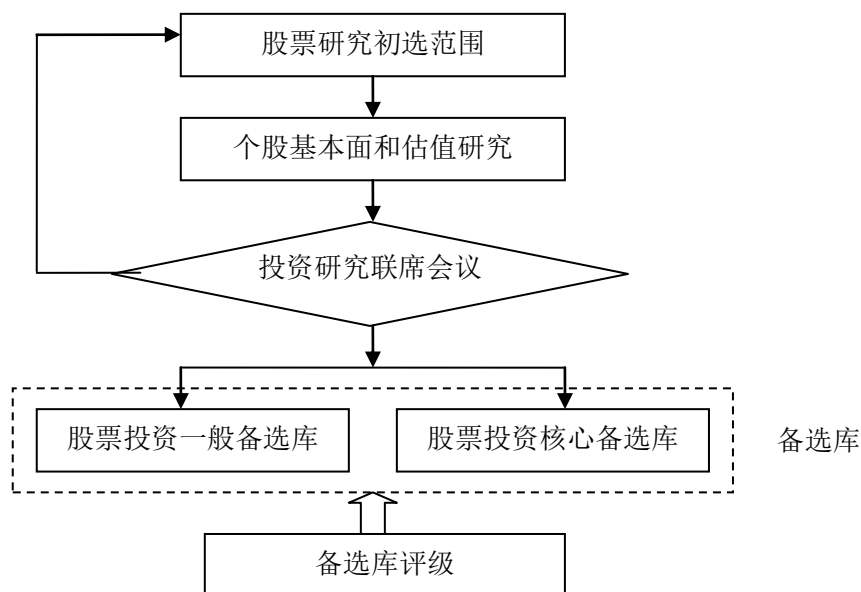 股票研究初选范围
个股基本面和估值研究
投资研究联席会议
股票投资一般备选库
股票投资核心备选库
备选库
备选库评级